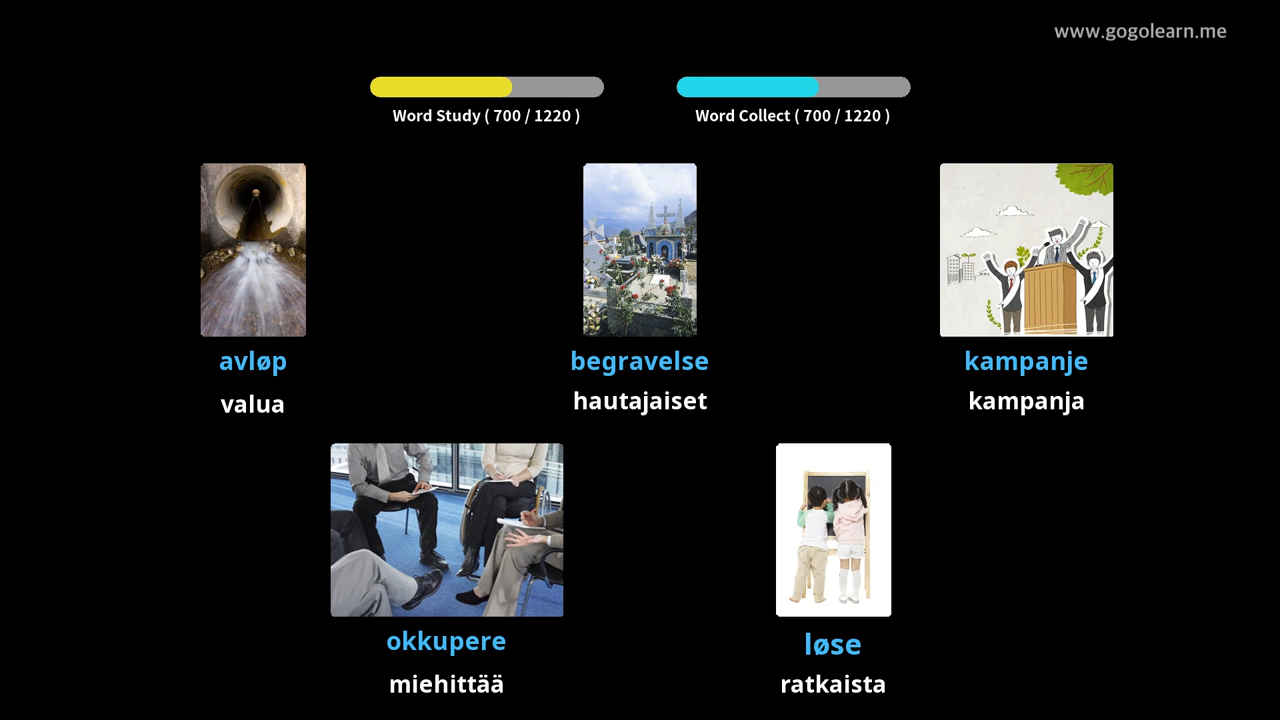 www.gogolearn.me
Word Study ( 700 / 1220 )
Word Collect ( 700 / 1220 )
avløp
valua
begravelse
hautajaiset
kampanje
kampanja
okkupere
miehittää
løse
ratkaista